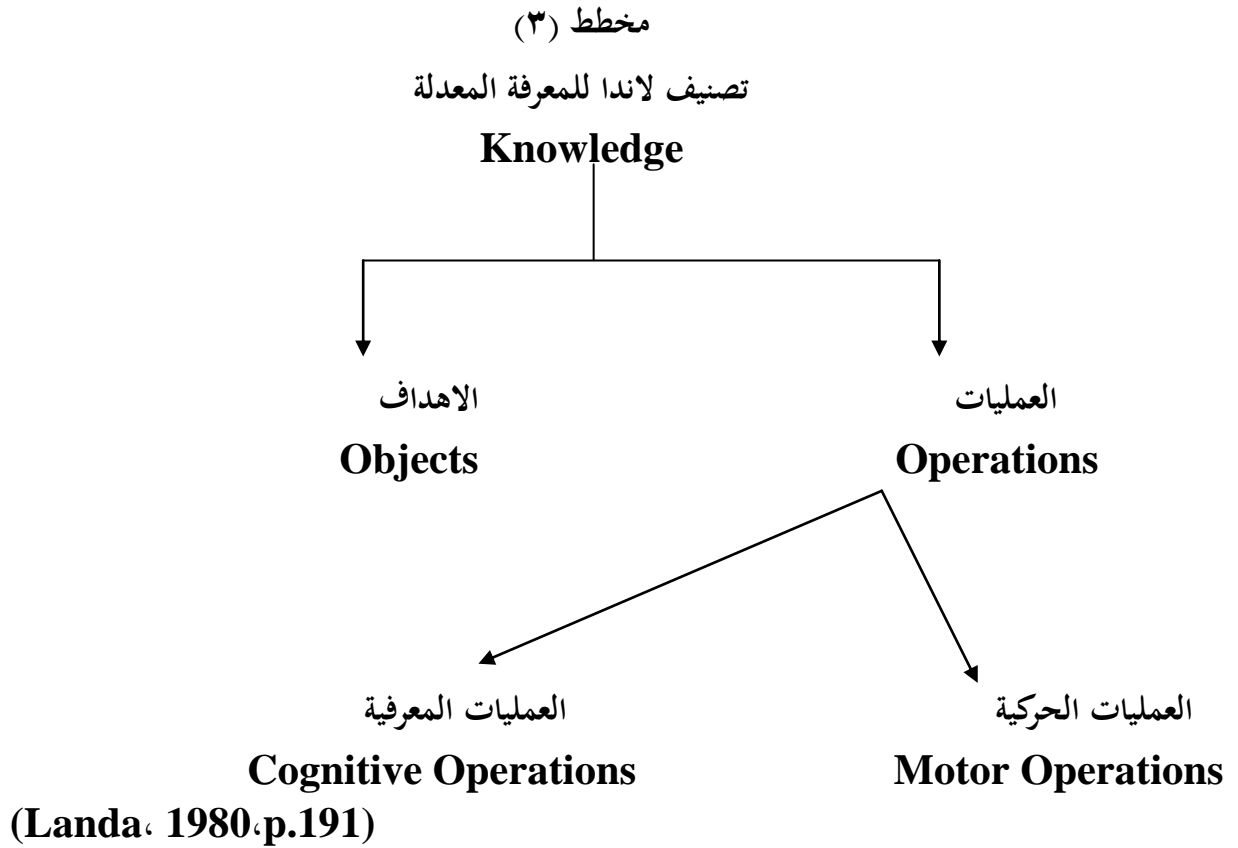 مخطط (٣)
تصنيف لاندا للمعرفة المعدلة
Knowledge
العمليات
الاهداف
Operations
Objects
العمليات الحركية
العمليات المعرفية
Cognitive Operations
Motor Operations
(Landa، 1980،p.191)